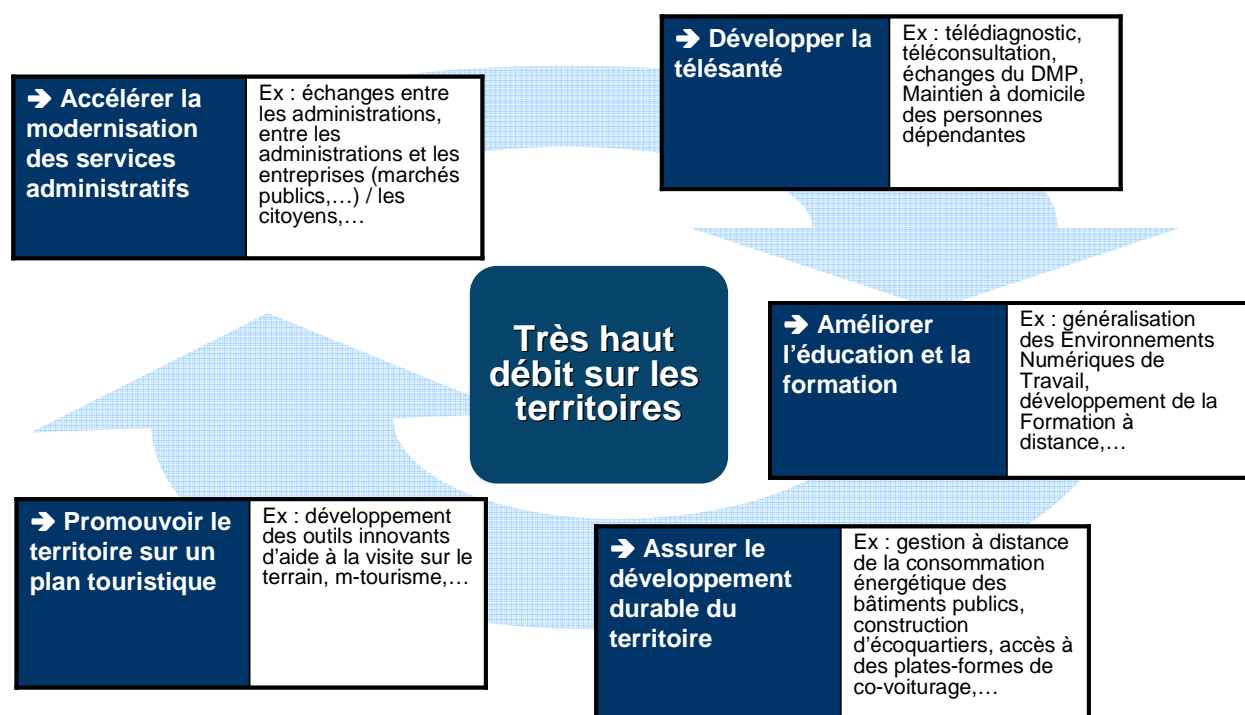 ➔ Accélérer la
modernisation
des services
administratifs
Ex : échanges entre
les administrations,
entre les
administrations et les
entreprises (marchés
publics,…) / les
citoyens,…
➔ Développer la
télésanté
Ex : télédiagnostic,
téléconsultation,
échanges du DMP,
Maintien à domicile
des personnes
dépendantes
Très haut
débit sur les
territoires
➔ Améliorer
l’éducation et la
formation
Ex : généralisation
des Environnements
Numériques de
Travail,
développement de la
Formation à
distance,…
➔ Promouvoir le
territoire sur un
plan touristique
Ex : développement
des outils innovants
d’aide à la visite sur le
terrain, m-tourisme,…
➔ Assurer le
développement
durable du
territoire
Ex : gestion à distance
de la consommation
énergétique des
bâtiments publics,
construction
d’écoquartiers, accès à
des plates-formes de
co-voiturage,…